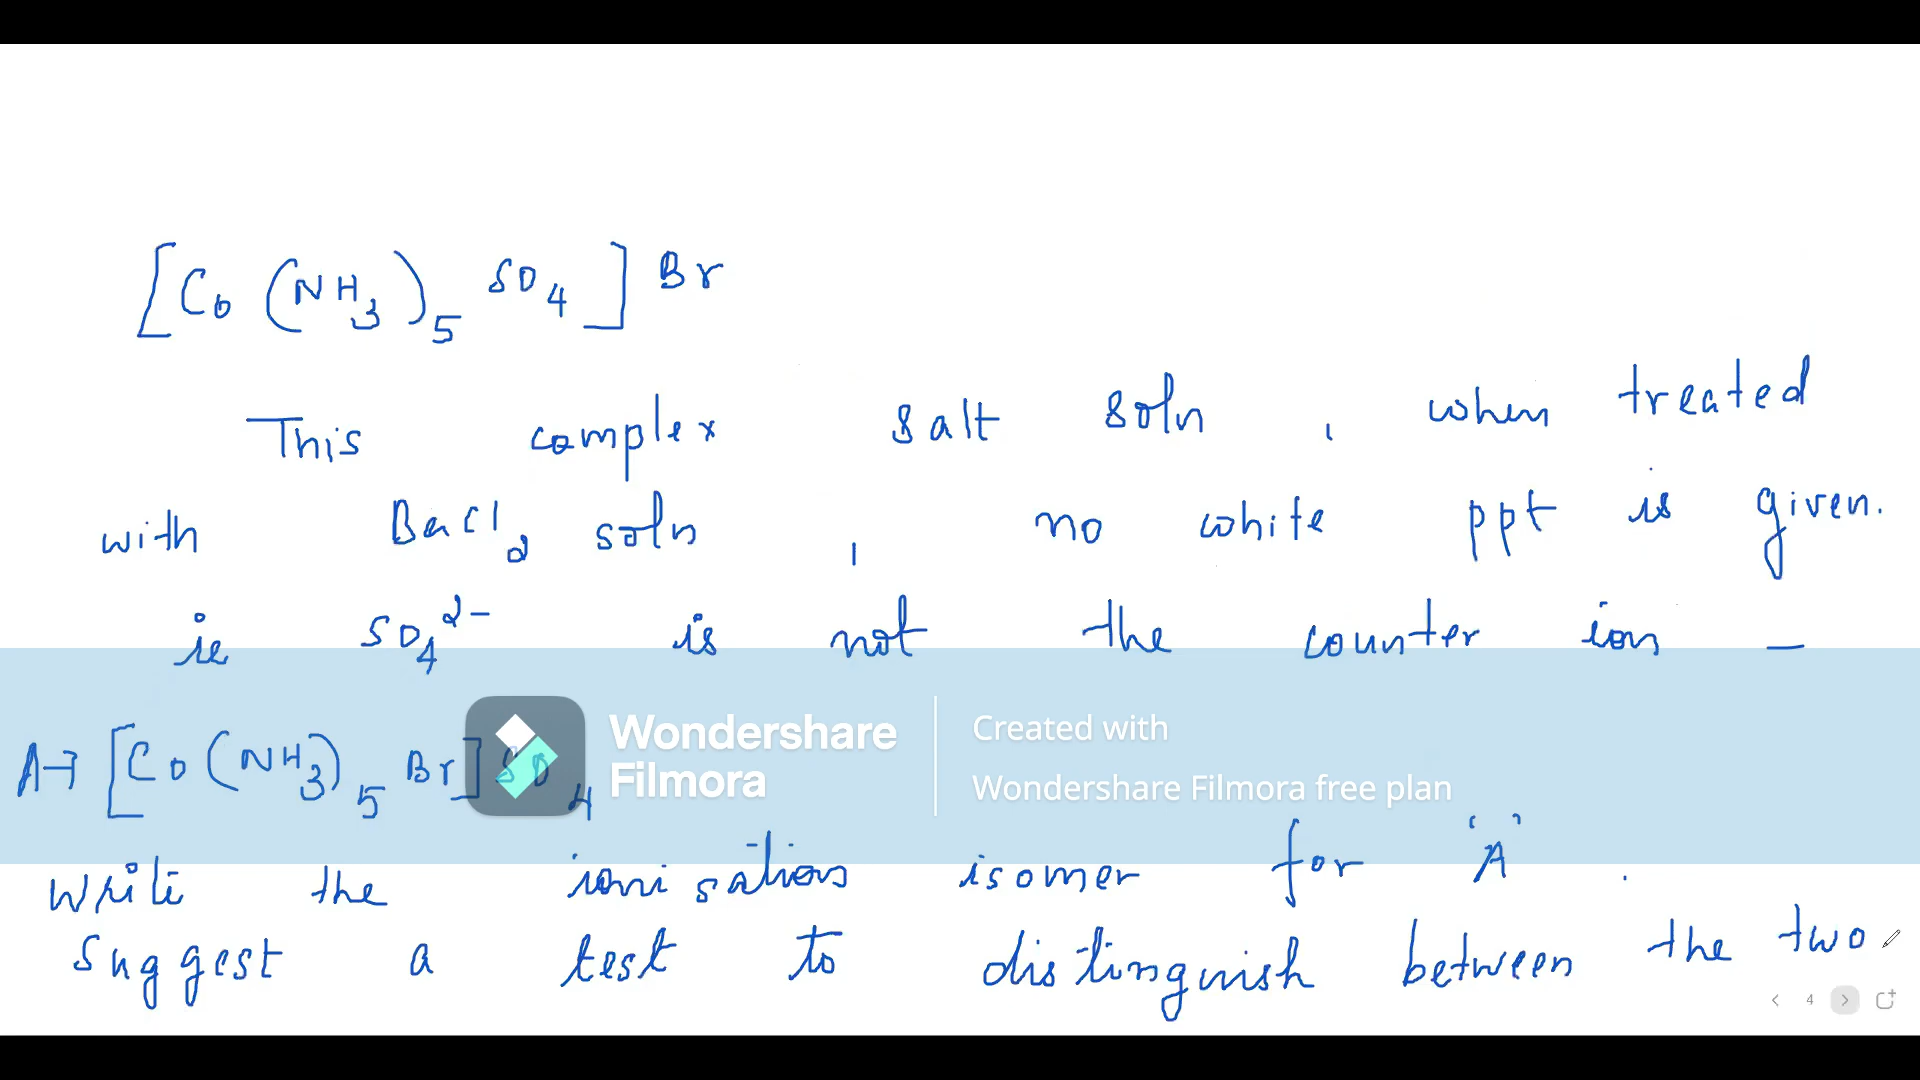 [Co(NH3)5 SO4] Br
This complex salt soln, when treated
with BaCl2 soln, no white ppt is given.
ie SO4^2- is not the counter ion -
A→ [Co(NH3)5 Br]SO4
Wondershare Filmora
Created with
Wondershare Filmora free plan
Write the ionisation isomer for 'A'.
Suggest a test to distinguish between the two
4